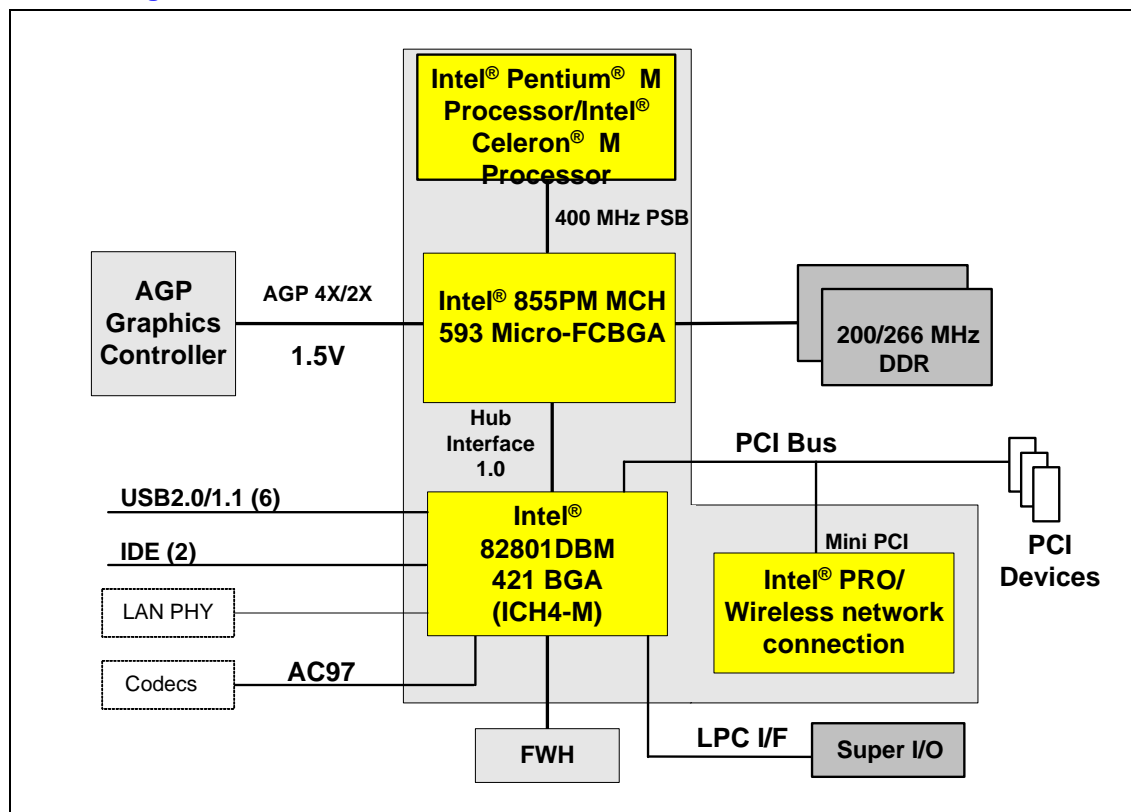 Intel® Pentium® M
Processor/Intel®
Celeron® M
Processor
400 MHz PSB
AGP
Graphics
Controller
AGP 4X/2X
1.5V
Intel® 855PM MCH
593 Micro-FCBGA
200/266 MHz
DDR
Hub
Interface
1.0
PCI Bus
USB2.0/1.1 (6)
IDE (2)
LAN PHY
Codecs
AC97
Intel®
82801DBM
421 BGA
(ICH4-M)
Mini PCI
Intel® PRO/
Wireless network
connection
PCI
Devices
FWH
LPC I/F
Super I/O